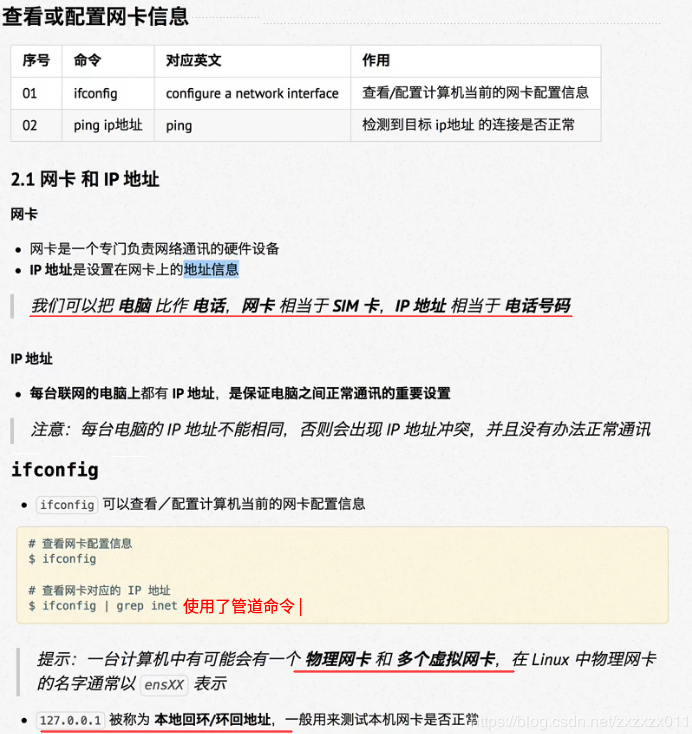 查看或配置网卡信息
序号 命令 对应英文 作用
01 ifconfig configure a network interface 查看/配置计算机当前的网卡配置信息
02 ping ip地址 ping 检测到目标 ip地址 的连接是否正常
2.1 网卡 和 IP 地址
网卡
• 网卡是一个专门负责网络通讯的硬件设备
• IP 地址是设置在网卡上的地址信息
我们可以把 电脑 比作 电话，网卡 相当于 SIM 卡，IP 地址 相当于 电话号码
IP 地址
• 每台联网的电脑上都有 IP 地址，是保证电脑之间正常通讯的重要设置
注意：每台电脑的 IP 地址不能相同，否则会出现 IP 地址冲突，并且没有办法正常通讯
ifconfig
• ifconfig 可以查看／配置计算机当前的网卡配置信息
# 查看网卡配置信息
$ ifconfig
# 查看网卡对应的 IP 地址
$ ifconfig | grep inet 使用了管道命令 |
提示：一台计算机中有可能会有一个 物理网卡 和 多个虚拟网卡，在 Linux 中物理网卡
的名字通常以 ensXX 表示
• 127.0.0.1 被称为 本地回环/环回地址，一般用来测试本机网卡是否正常
https://blog.csdn.net/zxzxzx011